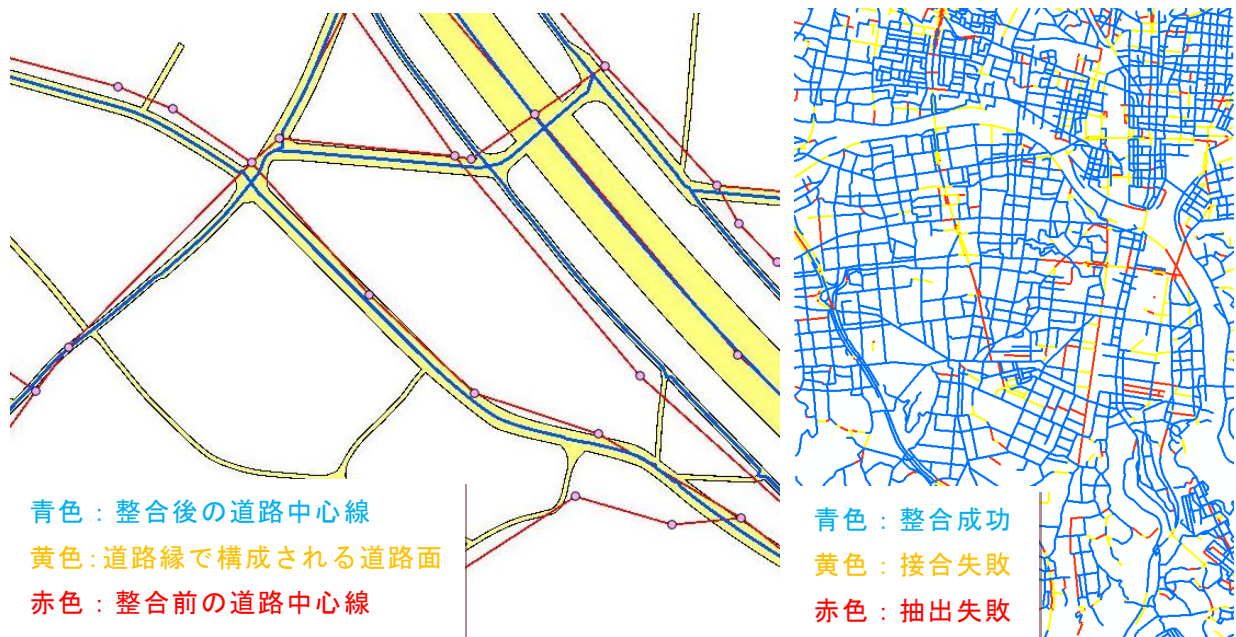 青色：整合後の道路中心線
黄色：道路縁で構成される道路面
赤色：整合前の道路中心線
青色：整合成功
黄色：接合失敗
赤色：抽出失敗